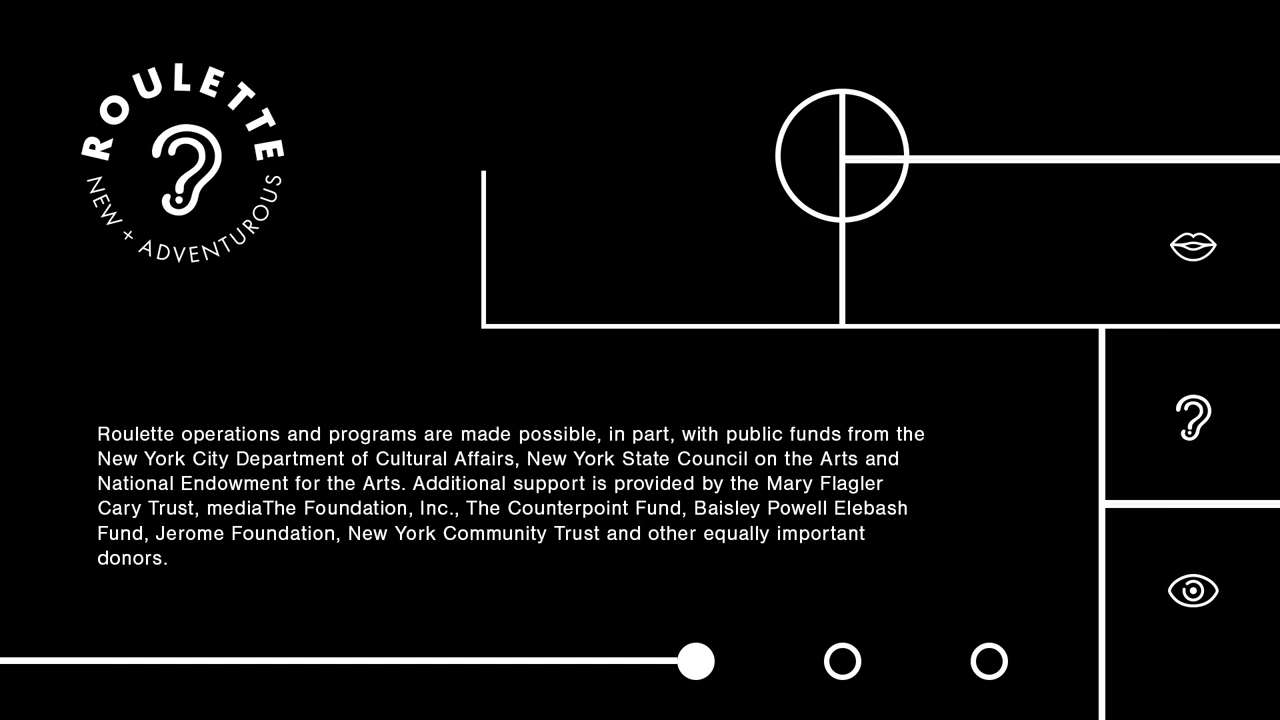 ROULETTE
NEW + ADVENTUROUS
Roulette operations and programs are made possible, in part, with public funds from the
New York City Department of Cultural Affairs, New York State Council on the Arts and
National Endowment for the Arts. Additional support is provided by the Mary Flagler
Cary Trust, mediaThe Foundation, Inc., The Counterpoint Fund, Baisley Powell Elebash
Fund, Jerome Foundation, New York Community Trust and other equally important
donors.